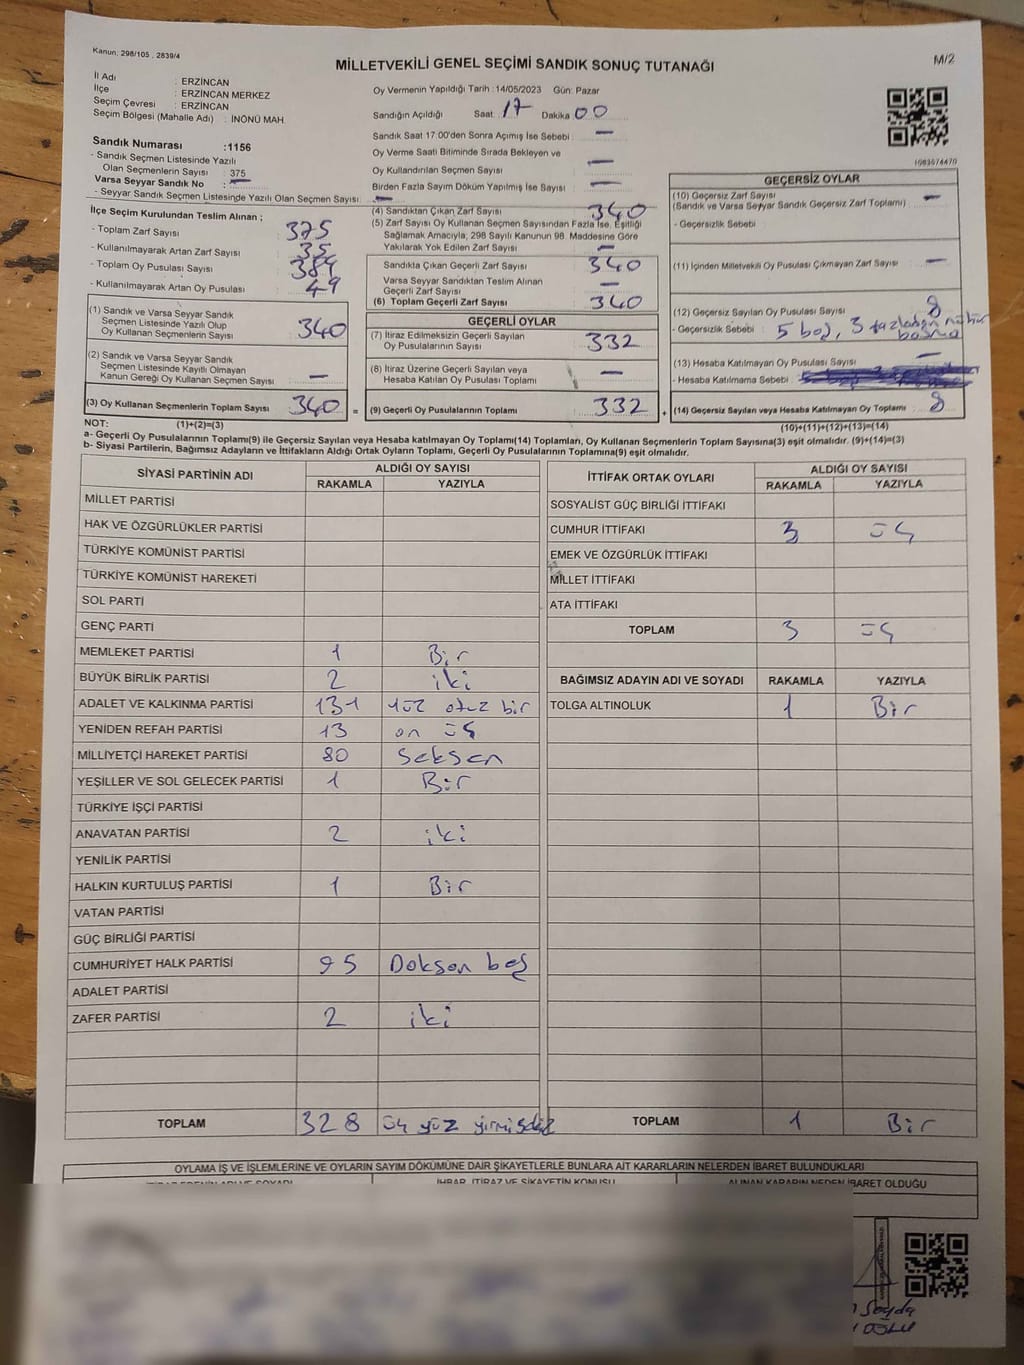 Kanun: 298/105 , 2839/4
MİLLETVEKİLİ GENEL SEÇİMİ SANDIK SONUÇ TUTANAĞI
M/2
İl Adı : ERZİNCAN
İlçe : ERZİNCAN MERKEZ
Seçim Çevresi : ERZİNCAN
Seçim Bölgesi (Mahalle Adı) : İNÖNÜ MAH.
Oy Vermenin Yapıldığı Tarih :14/05/2023 Gün: Pazar
Sandığın Açıldığı Saat : 17 Dakika : 00
Sandık Saat 17:00'den Sonra Açımış İse Sebebi : —
Oy Verme Saati Bitiminde Sırada Bekleyen ve
Oy Kullandırılan Seçmen Sayısı : —
Birden Fazla Sayım Döküm Yapılmış İse Sayısı : —
Sandık Numarası :1156
- Sandık Seçmen Listesinde Yazılı
Olan Seçmenlerin Sayısı : 375
Varsa Seyyar Sandık No : —
- Seyyar Sandık Seçmen Listesinde Yazılı Olan Seçmen Sayısı : —
İlçe Seçim Kurulundan Teslim Alınan ;
- Toplam Zarf Sayısı : 375
- Kullanılmayarak Artan Zarf Sayısı : 35
- Toplam Oy Pusulası Sayısı : 389
- Kullanılmayarak Artan Oy Pusulası : 49
(1) Sandık ve Varsa Seyyar Sandık
Seçmen Listesinde Yazılı Olup
Oy Kullanan Seçmenlerin Sayısı : 340
(2) Sandık ve Varsa Seyyar Sandık
Seçmen Listesinde Kayıtlı Olmayan
Kanun Gereği Oy Kullanan Seçmen Sayısı : —
(3) Oy Kullanan Seçmenlerin Toplam Sayısı : 340
(4) Sandıktan Çıkan Zarf Sayısı : 340
(5) Zarf Sayısı Oy Kullanan Seçmen Sayısından Fazla İse, Eşitliği
Sağlamak Amacıyla, 298 Sayılı Kanunun 98. Maddesine Göre
Yakılarak Yok Edilen Zarf Sayısı : —
Sandıkta Çıkan Geçerli Zarf Sayısı : 340
Varsa Seyyar Sandıktan Teslim Alınan
Geçerli Zarf Sayısı : —
(6) Toplam Geçerli Zarf Sayısı : 340
GEÇERLİ OYLAR
(7) İtiraz Edilmeksizin Geçerli Sayılan
Oy Pusulalarının Sayısı : 332
(8) İtiraz Üzerine Geçerli Sayılan veya
Hesaba Katılan Oy Pusulası Toplamı : —
= (9) Geçerli Oy Pusulalarının Toplamı : 332 +
GEÇERSİZ OYLAR
(10) Geçersiz Zarf Sayısı : —
(Sandık ve Varsa Seyyar Sandık Geçersiz Zarf Toplamı)
- Geçersizlik Sebebi :
(11) İçinden Milletvekili Oy Pusulası Çıkmayan Zarf Sayısı : —
(12) Geçersiz Sayılan Oy Pusulası Sayısı : 8
- Geçersizlik Sebebi : 5 boş, 3 fazladan mühür
basma
(13) Hesaba Katılmayan Oy Pusulası Sayısı : —
- Hesaba Katılmama Sebebi :
(14) Geçersiz Sayılan veya Hesaba Katılmayan Oy Toplamı : 8
NOT: (1)+(2)=(3)
(10)+(11)+(12)+(13)=(14)
a- Geçerli Oy Pusulalarının Toplamı(9) ile Geçersiz Sayılan veya Hesaba katılmayan Oy Toplamı(14) Toplamları, Oy Kullanan Seçmenlerin Toplam Sayısına(3) eşit olmalıdır. (9)+(14)=(3)
b- Siyasi Partilerin, Bağımsız Adayların ve İttifakların Aldığı Ortak Oyların Toplamı, Geçerli Oy Pusulalarının Toplamına(9) eşit olmalıdır.
SİYASİ PARTİNİN ADI ALDIĞI OY SAYISI
RAKAMLA YAZIYLA
MİLLET PARTİSİ
HAK VE ÖZGÜRLÜKLER PARTİSİ
TÜRKİYE KOMÜNİST PARTİSİ
TÜRKİYE KOMÜNİST HAREKETİ
SOL PARTİ
GENÇ PARTİ
MEMLEKET PARTİSİ 1 Bir
BÜYÜK BİRLİK PARTİSİ 2 iki
ADALET VE KALKINMA PARTİSİ 131 yüz otuz bir
YENİDEN REFAH PARTİSİ 13 on üç
MİLLİYETÇİ HAREKET PARTİSİ 80 Seksen
YEŞİLLER VE SOL GELECEK PARTİSİ 1 Bir
TÜRKİYE İŞÇİ PARTİSİ
ANAVATAN PARTİSİ 2 iki
YENİLİK PARTİSİ
HALKIN KURTULUŞ PARTİSİ 1 Bir
VATAN PARTİSİ
GÜÇ BİRLİĞİ PARTİSİ
CUMHURİYET HALK PARTİSİ 95 Doksan beş
ADALET PARTİSİ
ZAFER PARTİSİ 2 iki
TOPLAM 328 üç yüz yirmisekiz
İTTİFAK ORTAK OYLARI ALDIĞI OY SAYISI
RAKAMLA YAZIYLA
SOSYALİST GÜÇ BİRLİĞİ İTTİFAKI
CUMHUR İTTİFAKI 3 üç
EMEK VE ÖZGÜRLÜK İTTİFAKI
MİLLET İTTİFAKI
ATA İTTİFAKI
TOPLAM 3 üç
BAĞIMSIZ ADAYIN ADI VE SOYADI RAKAMLA YAZIYLA
TOLGA ALTINOLUK 1 Bir
TOPLAM 1 Bir
OYLAMA İŞ VE İŞLEMLERİNE VE OYLARIN SAYIM DÖKÜMÜNE DAİR ŞİKAYETLERLE BUNLARA AİT KARARLARIN NELERDEN İBARET BULUNDUKLARI
İHBAR, İTİRAZ VE ŞİKAYETİN KONUSU ALINAN KARARIN NEDEN İBARET OLDUĞU